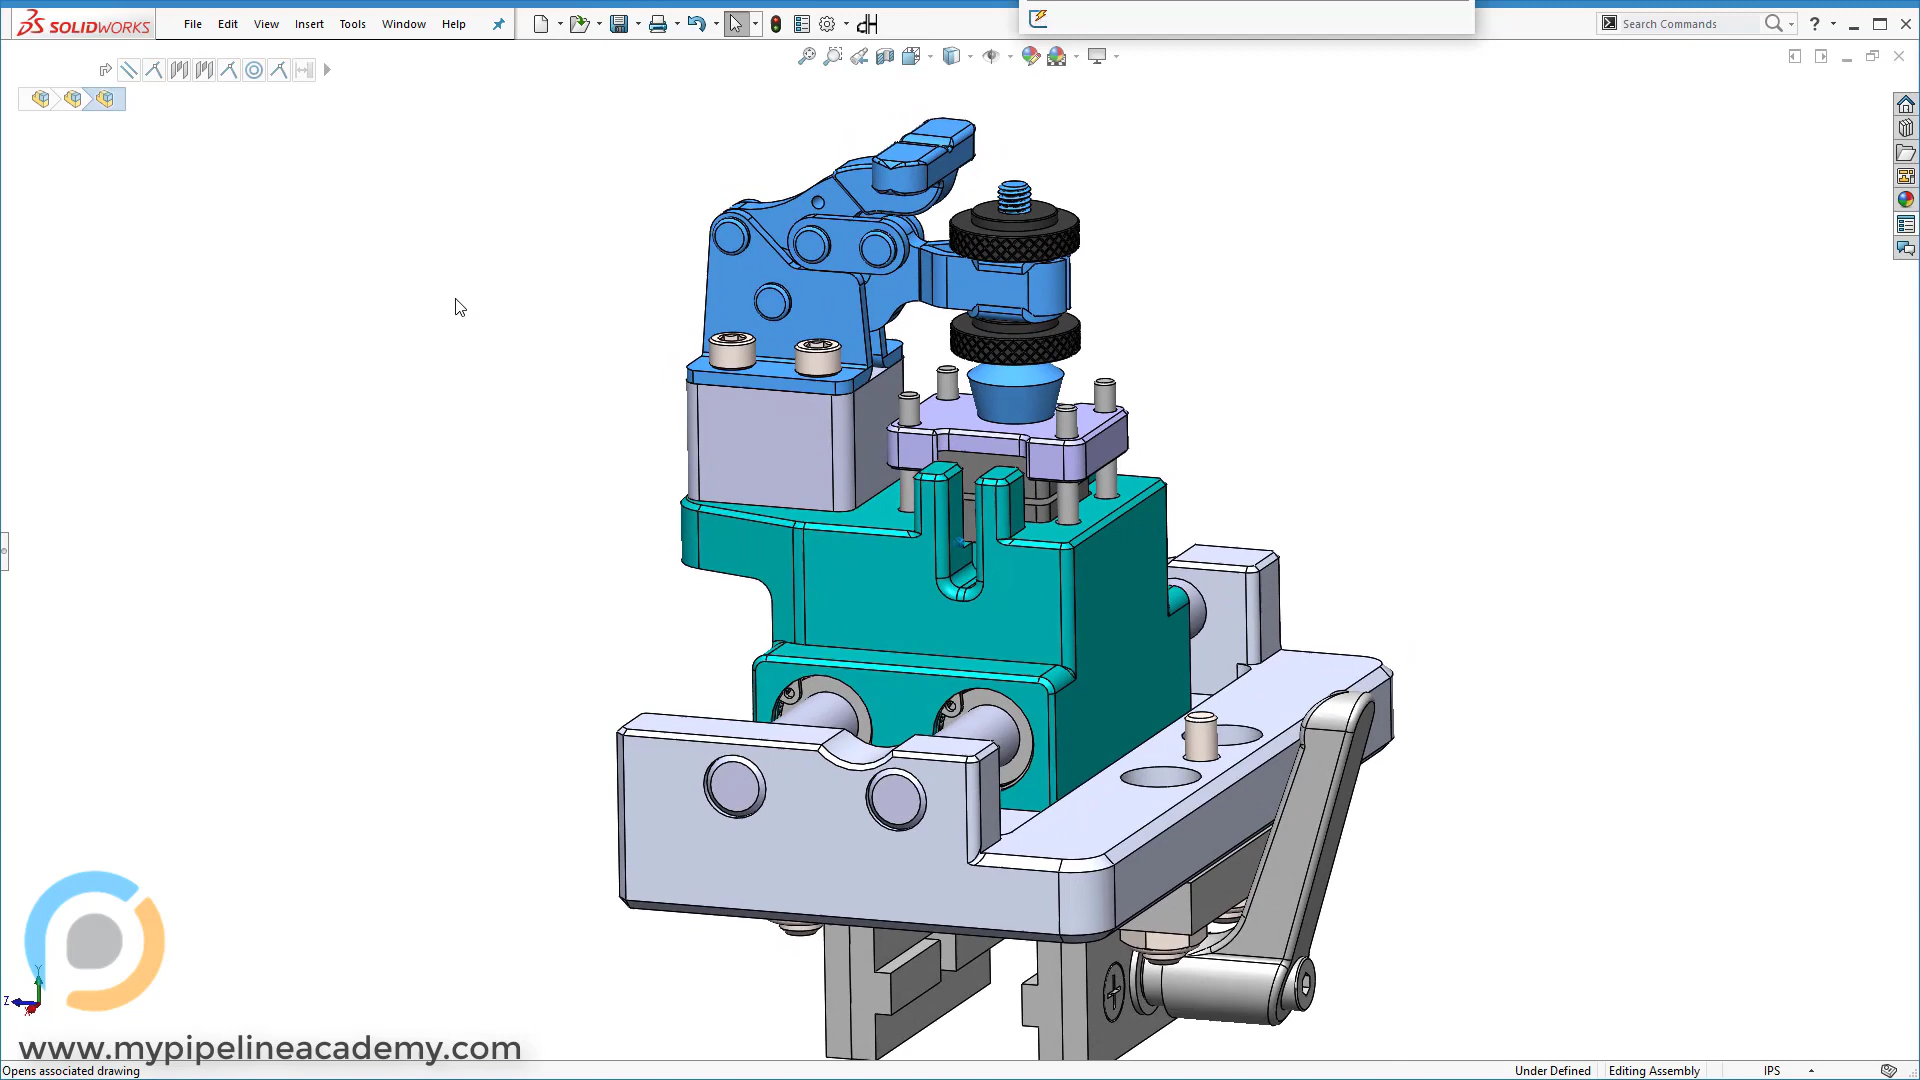 SOLIDWORKS
File Edit View Insert Tools Window Help
Search Commands
?
Z
Y
www.mypipelineacademy.com
Opens associated drawing
Under Defined
Editing Assembly
IPS